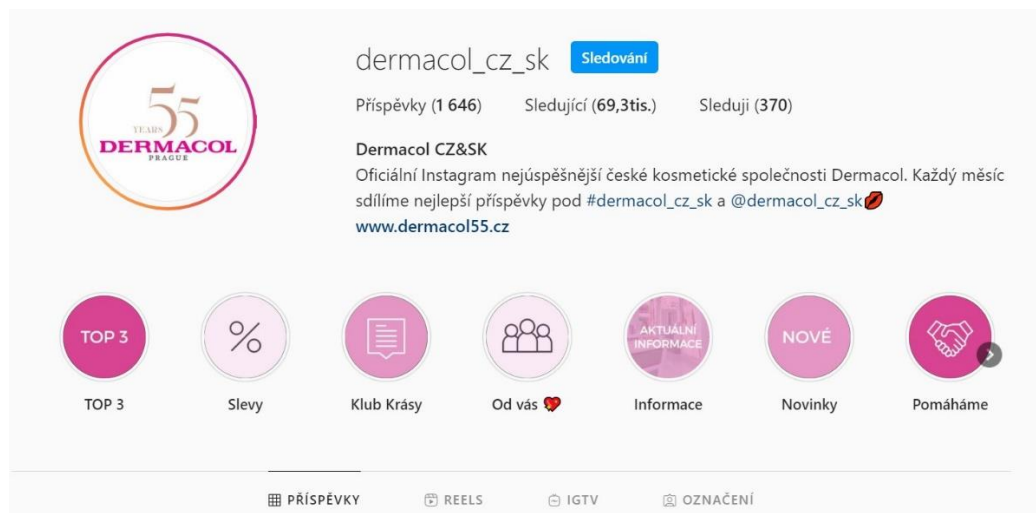 55
YEARS
DERMACOL
PRAGUE
dermacol_cz_sk Sledování
Příspěvky (1 646) Sledující (69,3tis.) Sleduji (370)
Dermacol CZ&SK
Oficiální Instagram nejúspěšnější české kosmetické společnosti Dermacol. Každý měsíc
sdílíme nejlepší příspěvky pod #dermacol_cz_sk a @dermacol_cz_sk💋
www.dermacol55.cz
TOP 3 % AKTUÁLNÍ
INFORMACE NOVÉ
TOP 3 Slevy Klub Krásy Od vás 💖 Informace Novinky Pomáháme
PŘÍSPĚVKY REELS IGTV OZNAČENÍ